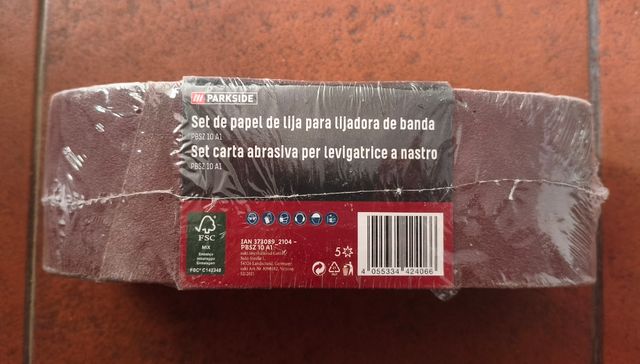 PARKSIDE
Set de papel de lija para lijadora de banda
PBSZ 10 A1
Set carta abrasiva per levigatrice a nastro
PBSZ 10 A1
FSC
MIX
FSC® C142348
IAN 373089_2104 –
PBSZ 10 A1
5
4 055334 424066